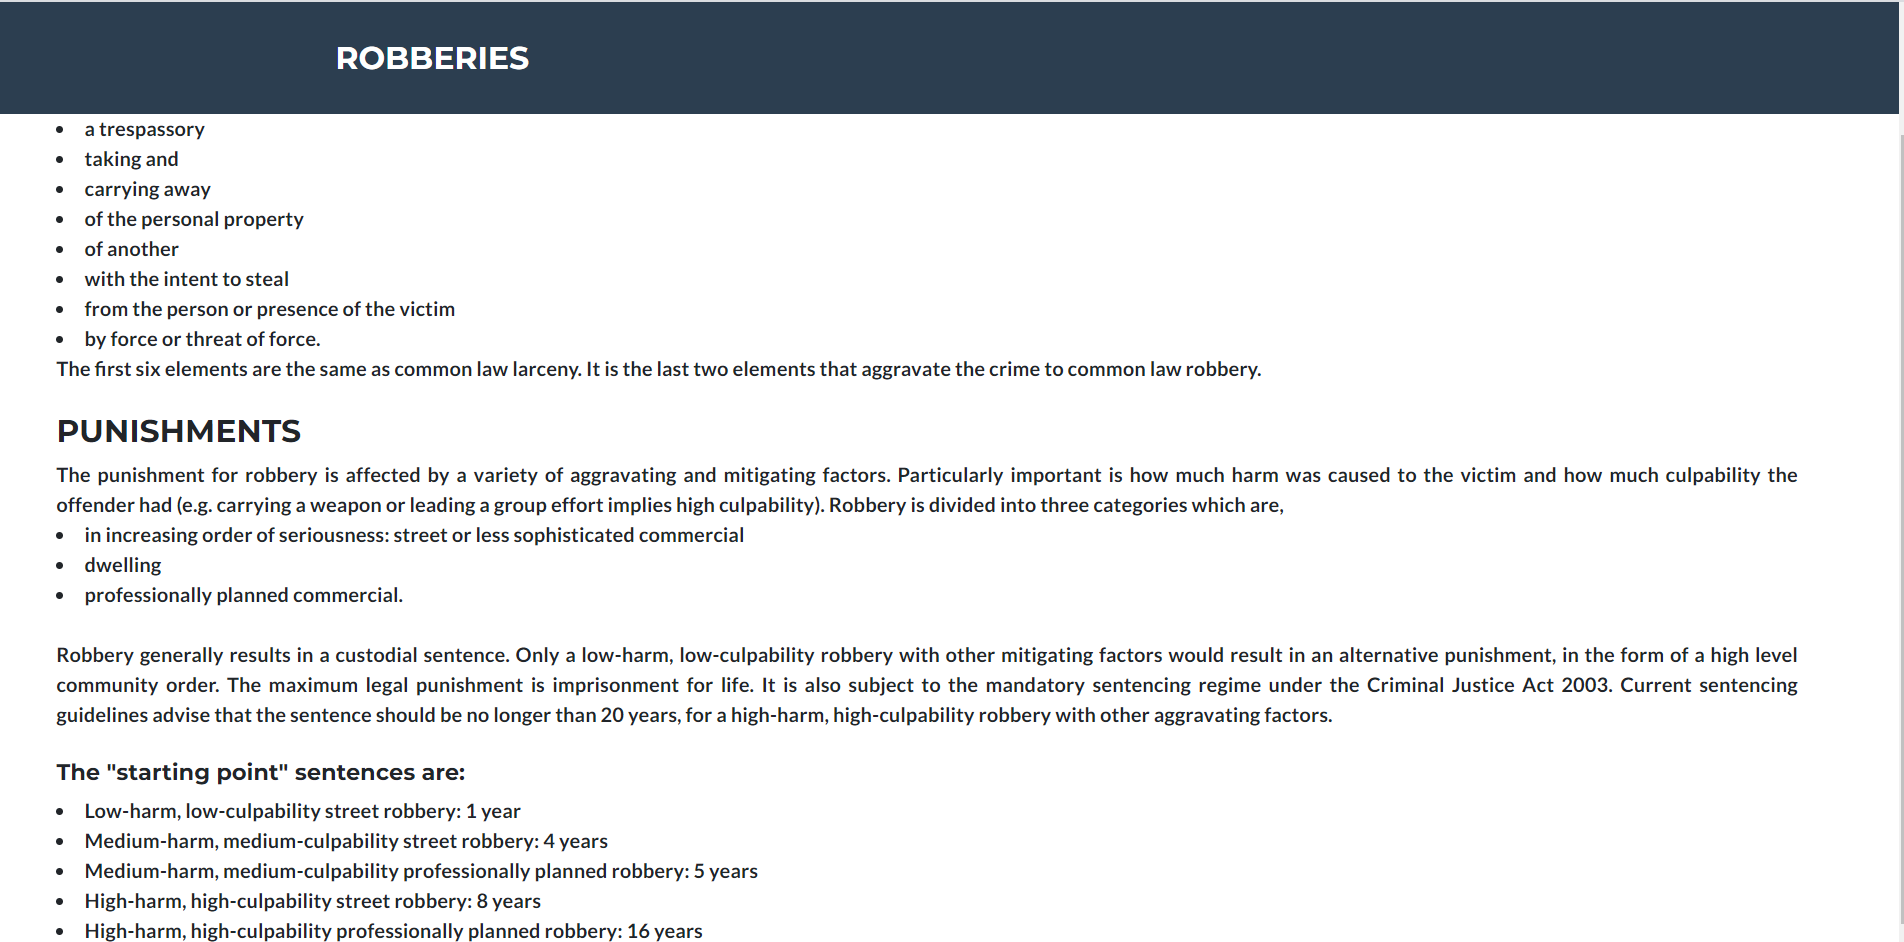 ROBBERIES
• a trespassory
• taking and
• carrying away
• of the personal property
• of another
• with the intent to steal
• from the person or presence of the victim
• by force or threat of force.
The first six elements are the same as common law larceny. It is the last two elements that aggravate the crime to common law robbery.
PUNISHMENTS
The punishment for robbery is affected by a variety of aggravating and mitigating factors. Particularly important is how much harm was caused to the victim and how much culpability the
offender had (e.g. carrying a weapon or leading a group effort implies high culpability). Robbery is divided into three categories which are,
• in increasing order of seriousness: street or less sophisticated commercial
• dwelling
• professionally planned commercial.
Robbery generally results in a custodial sentence. Only a low-harm, low-culpability robbery with other mitigating factors would result in an alternative punishment, in the form of a high level
community order. The maximum legal punishment is imprisonment for life. It is also subject to the mandatory sentencing regime under the Criminal Justice Act 2003. Current sentencing
guidelines advise that the sentence should be no longer than 20 years, for a high-harm, high-culpability robbery with other aggravating factors.
The "starting point" sentences are:
• Low-harm, low-culpability street robbery: 1 year
• Medium-harm, medium-culpability street robbery: 4 years
• Medium-harm, medium-culpability professionally planned robbery: 5 years
• High-harm, high-culpability street robbery: 8 years
• High-harm, high-culpability professionally planned robbery: 16 years